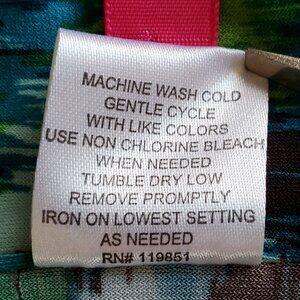 MACHINE WASH COLD
GENTLE CYCLE
WITH LIKE COLORS
USE NON CHLORINE BLEACH
WHEN NEEDED
TUMBLE DRY LOW
REMOVE PROMPTLY
IRON ON LOWEST SETTING
AS NEEDED
RN# 119851